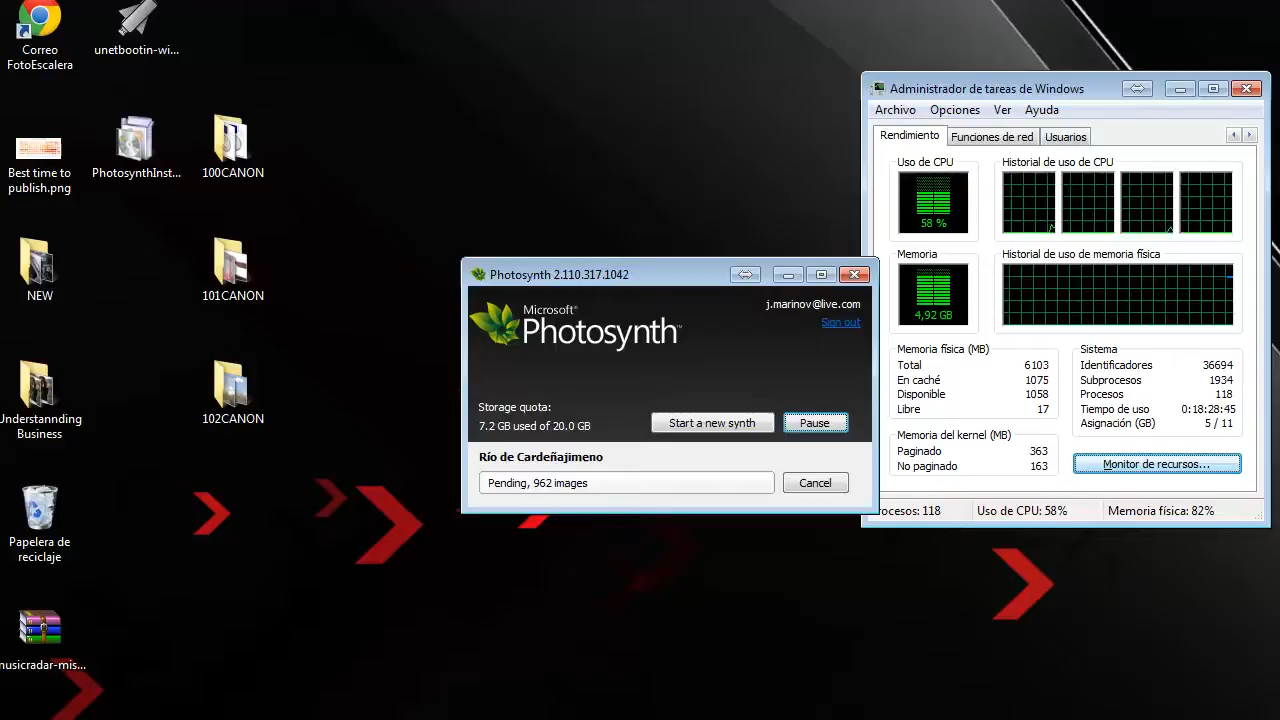 Correo
FotoEscalera
unetbootin-wi...
Best time to
publish.png
PhotosynthInst...
100CANON
NEW
101CANON
Understannding
Business
102CANON
Papelera de
reciclaje
musicradar-mis...
Administrador de tareas de Windows
Archivo Opciones Ver Ayuda
Rendimiento Funciones de red Usuarios
Uso de CPU Historial de uso de CPU
58 %
Memoria Historial de uso de memoria física
4,92 GB
Memoria física (MB)
Total 6103
En caché 1075
Disponible 1058
Libre 17
Memoria del kernel (MB)
Paginado 363
No paginado 163
Sistema
Identificadores 36694
Subprocesos 1934
Procesos 118
Tiempo de uso 0:18:28:45
Asignación (GB) 5 / 11
Monitor de recursos...
rocesos: 118 Uso de CPU: 58% Memoria física: 82%
Photosynth 2.110.317.1042
Microsoft®
Photosynth™
j.marinov@live.com
Sign out
Storage quota:
7.2 GB used of 20.0 GB
Start a new synth Pause
Río de Cardeñajimeno
Pending, 962 images Cancel